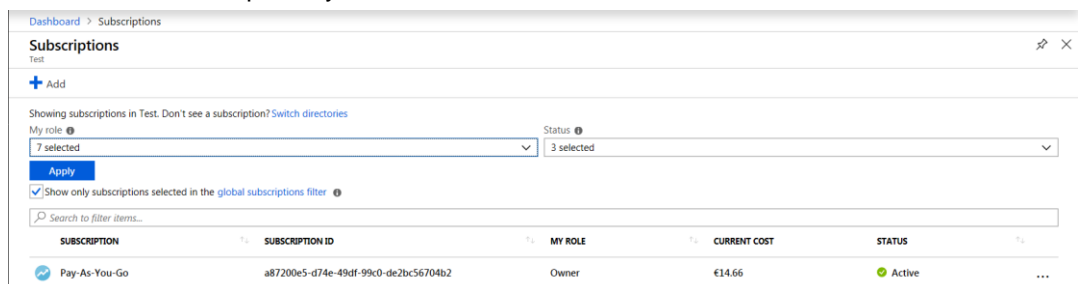 Dashboard > Subscriptions
Subscriptions
Test
Add
Showing subscriptions in Test. Don't see a subscription? Switch directories
My role Status
7 selected 3 selected
Apply
Show only subscriptions selected in the global subscriptions filter
Search to filter items...
SUBSCRIPTION SUBSCRIPTION ID MY ROLE CURRENT COST STATUS
Pay-As-You-Go a87200e5-d74e-49df-99c0-de2bc56704b2 Owner €14.66 Active ...